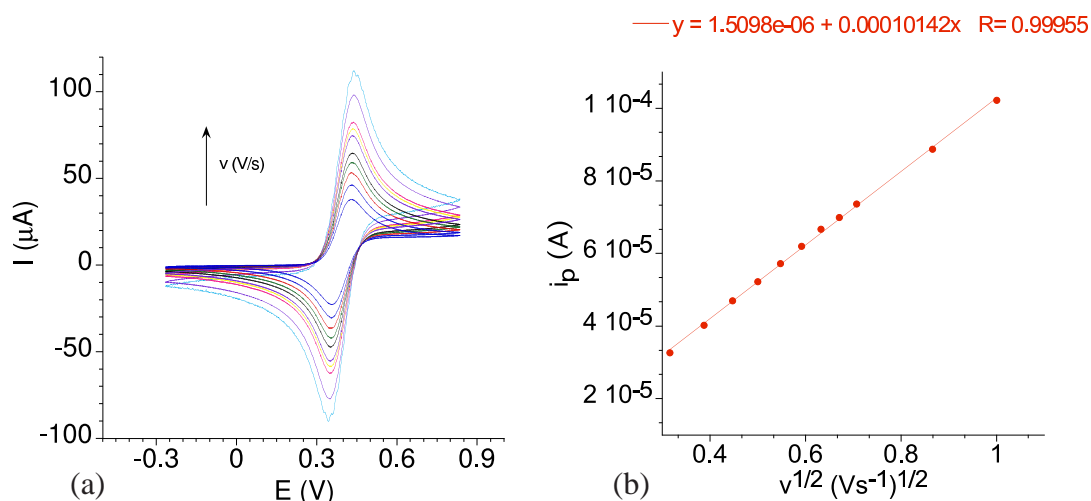 y = 1.5098e-06 + 0.00010142x R= 0.99955
100
50
0
-50
-100
I (μA)
v (V/s)
-0.3 0 0.3 0.6 0.9
E (V)
(a)
1 10-4
8 10-5
6 10-5
4 10-5
2 10-5
ip (A)
0.4 0.6 0.8 1
v1/2 (Vs-1)1/2
(b)